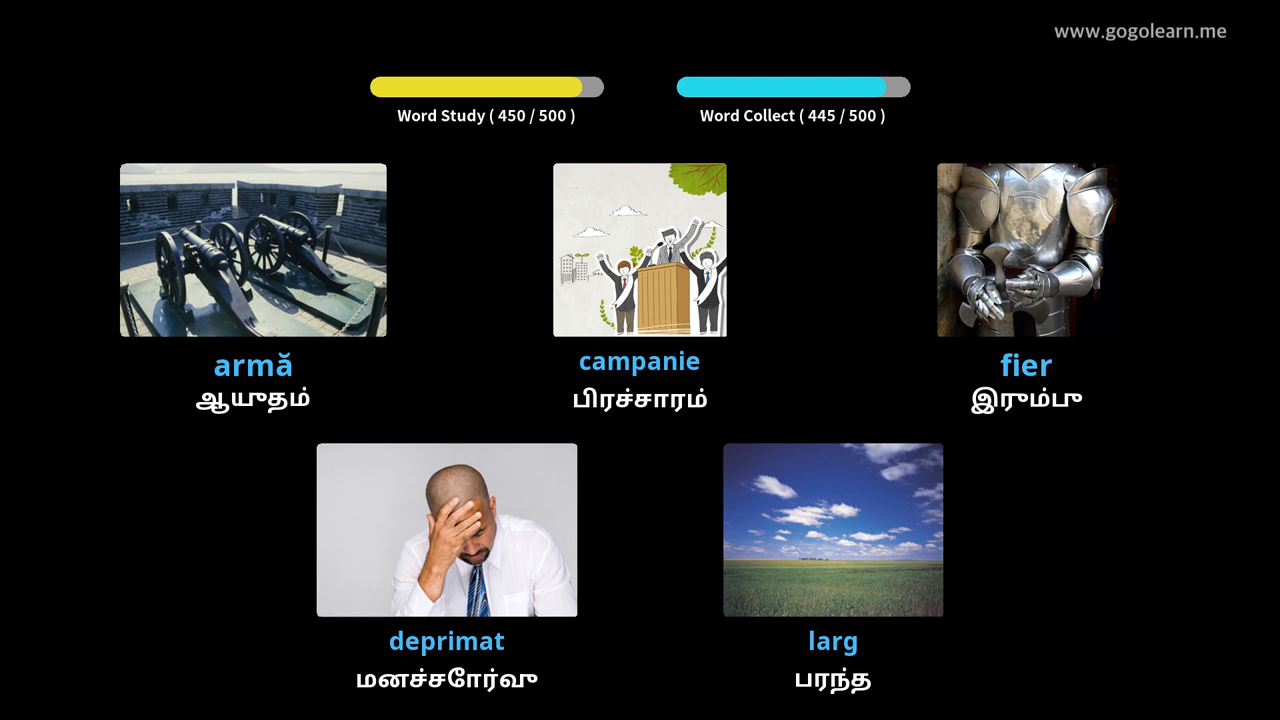 www.gogolearn.me
Word Study ( 450 / 500 )
Word Collect ( 445 / 500 )
armă
ஆயுதம்
campanie
பிரச்சாரம்
fier
இரும்பு
deprimat
மனச்சோர்வு
larg
பரந்த